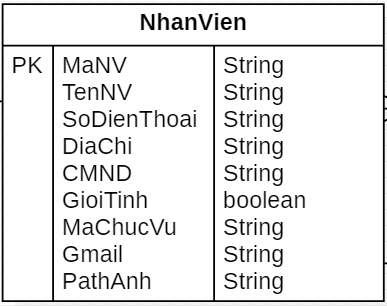 NhanVien
PK MaNV String
TenNV String
SoDienThoai String
DiaChi String
CMND String
GioiTinh boolean
MaChucVu String
Gmail String
PathAnh String